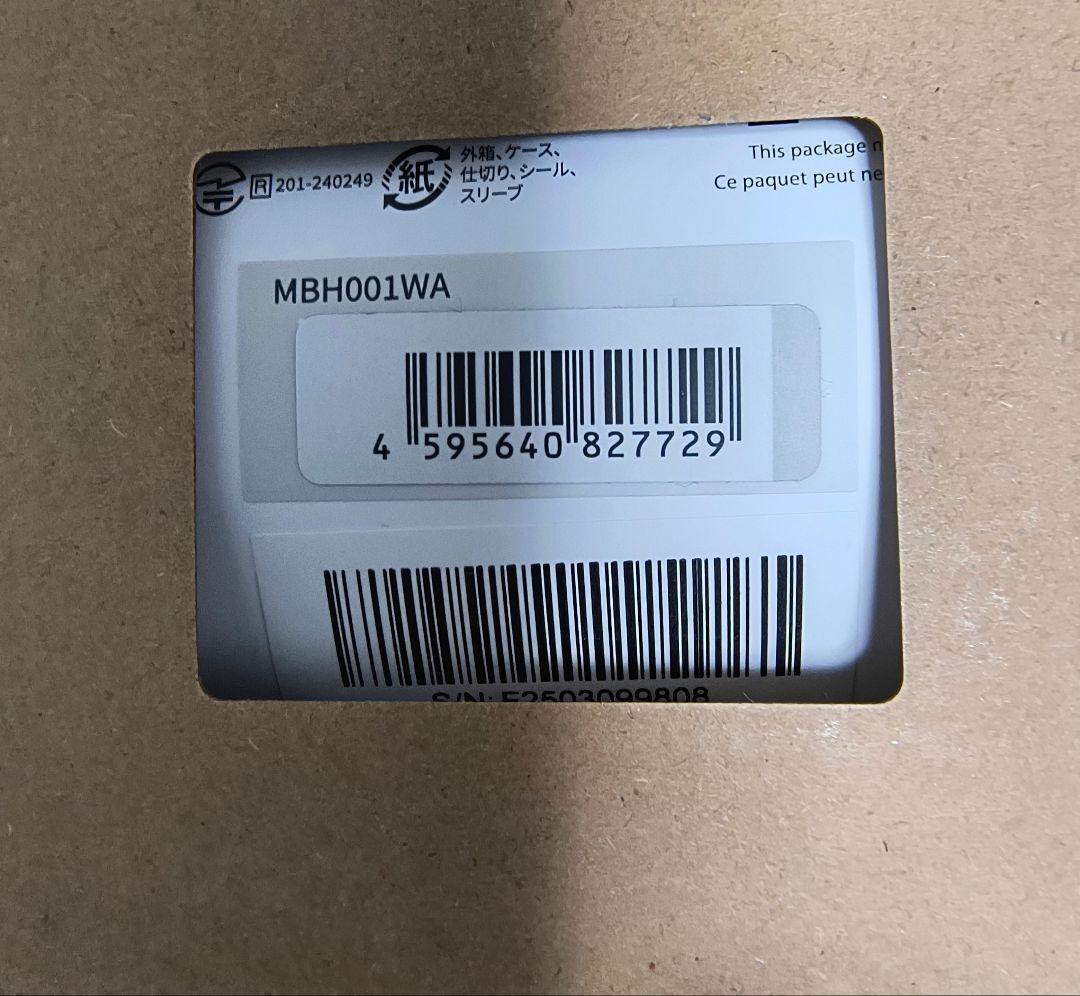 R 201-240249
紙
外箱、ケース、
仕切り、シール、
スリーブ
This package
Ce paquet peut ne
MBH001WA
4 595640 827729
S/N: F2503099808